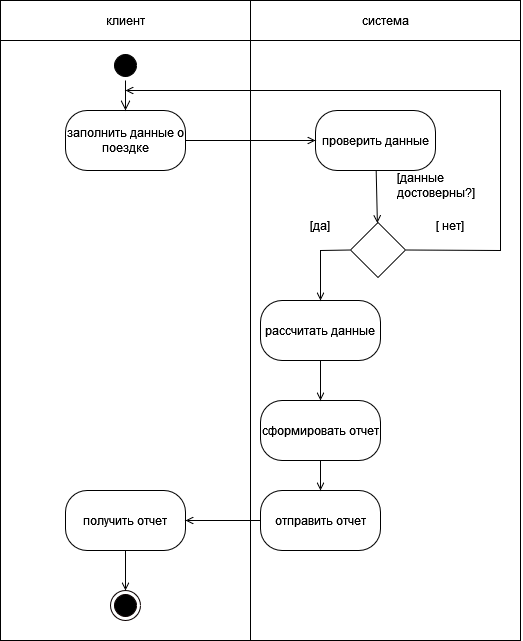 клиент
система
заполнить данные о
поездке
проверить данные
[данные
достоверны?]
[да]
[ нет]
рассчитать данные
сформировать отчет
отправить отчет
получить отчет